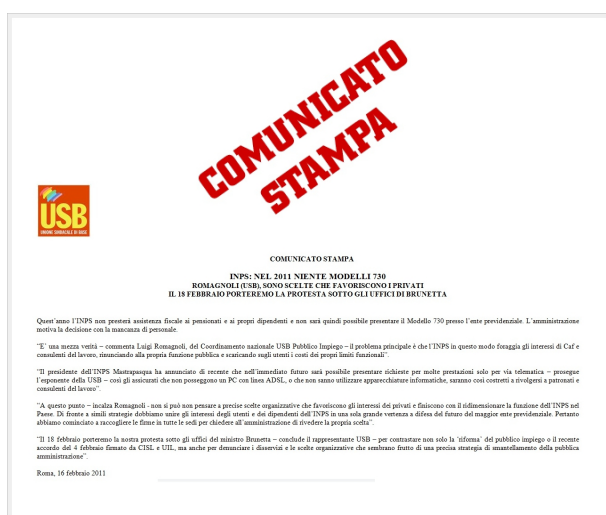 COMUNICATO
STAMPA
USB
UNIONE SINDACALE DI BASE
COMUNICATO STAMPA
INPS: NEL 2011 NIENTE MODELLI 730
ROMAGNOLI (USB), SONO SCELTE CHE FAVORISCONO I PRIVATI
IL 18 FEBBRAIO PORTEREMO LA PROTESTA SOTTO GLI UFFICI DI BRUNETTA
Quest'anno l'INPS non presterà assistenza fiscale ai pensionati e ai propri dipendenti e non sarà quindi possibile presentare il Modello 730 presso l'ente previdenziale. L'amministrazione
motiva la decisione con la mancanza di personale.
"E' una mezza verità – commenta Luigi Romagnoli, del Coordinamento nazionale USB Pubblico Impiego – il problema principale è che l'INPS in questo modo foraggia gli interessi di Caf e
consulenti del lavoro, rinunciando alla propria funzione pubblica e scaricando sugli utenti i costi dei propri limiti funzionali".
"Il presidente dell'INPS Mastrapasqua ha annunciato di recente che nell'immediato futuro sarà possibile presentare richieste per molte prestazioni solo per via telematica – prosegue
l'esponente della USB – così gli assicurati che non posseggono un PC con linea ADSL, o che non sanno utilizzare apparecchiature informatiche, saranno così costretti a rivolgersi a patronati e
consulenti del lavoro".
"A questo punto – incalza Romagnoli - non si può non pensare a precise scelte organizzative che favoriscono gli interessi dei privati e finiscono con il ridimensionare la funzione dell'INPS nel
Paese. Di fronte a simili strategie dobbiamo unire gli interessi degli utenti e dei dipendenti dell'INPS in una sola grande vertenza a difesa del futuro del maggior ente previdenziale. Pertanto
abbiamo cominciato a raccogliere le firme in tutte le sedi per chiedere all'amministrazione di rivedere la propria scelta".
"Il 18 febbraio porteremo la nostra protesta sotto gli uffici del ministro Brunetta – conclude il rappresentante USB – per contrastare non solo la 'riforma' del pubblico impiego o il recente
accordo del 4 febbraio firmato da CISL e UIL, ma anche per denunciare i disservizi e le scelte organizzative che sembrano frutto di una precisa strategia di smantellamento della pubblica
amministrazione".
Roma, 16 febbraio 2011